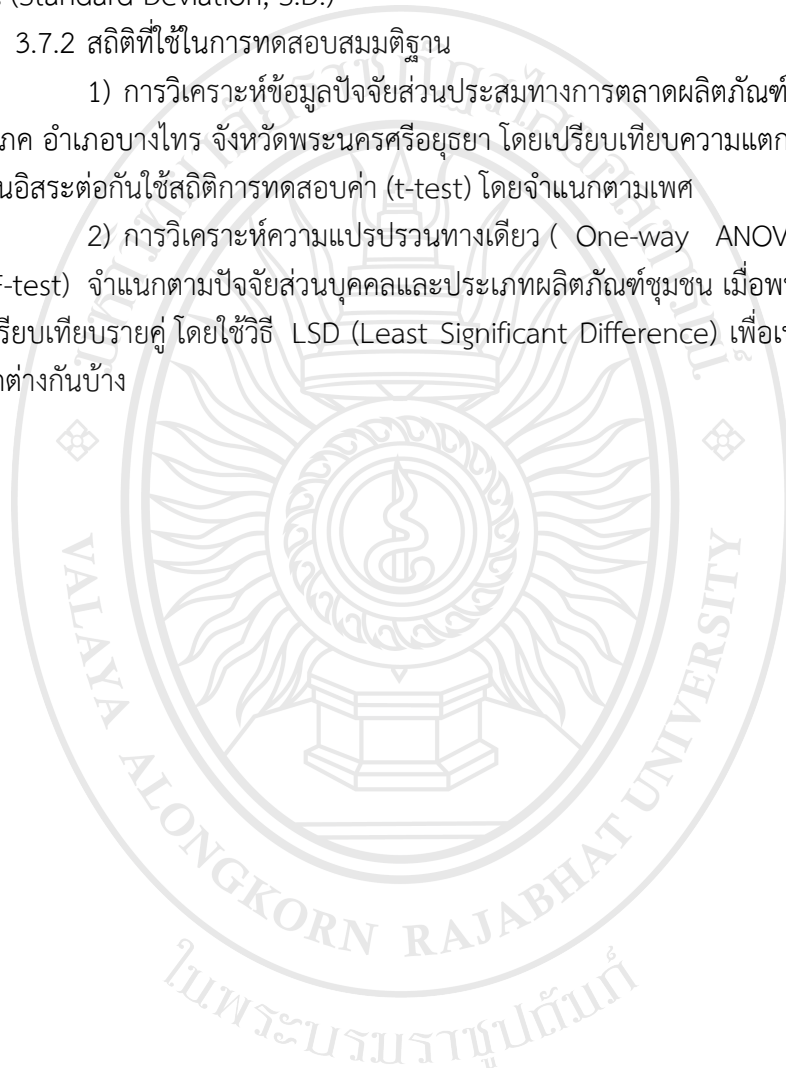 (Standard Deviation, S.D.)
3.7.2 สถิติที่ใช้ในการทดสอบสมมติฐาน
1) การวิเคราะห์ข้อมูลปัจจัยส่วนประสมทางการตลาดผลิตภัณฑ์
ภค อำเภอบางไทร จังหวัดพระนครศรีอยุธยา โดยเปรียบเทียบความแตก
นอิสระต่อกันใช้สถิติการทดสอบค่า (t-test) โดยจำแนกตามเพศ
2) การวิเคราะห์ความแปรปรวนทางเดียว ( One-way ANOV
F-test) จำแนกตามปัจจัยส่วนบุคคลและประเภทผลิตภัณฑ์ชุมชน เมื่อพ
รียบเทียบรายคู่ โดยใช้วิธี LSD (Least Significant Difference) เพื่อเ
ต่างกันบ้าง
VALAYA ALONGKORN RAJABHAT UNIVERSITY
ในพระบรมราชูปถัมภ์